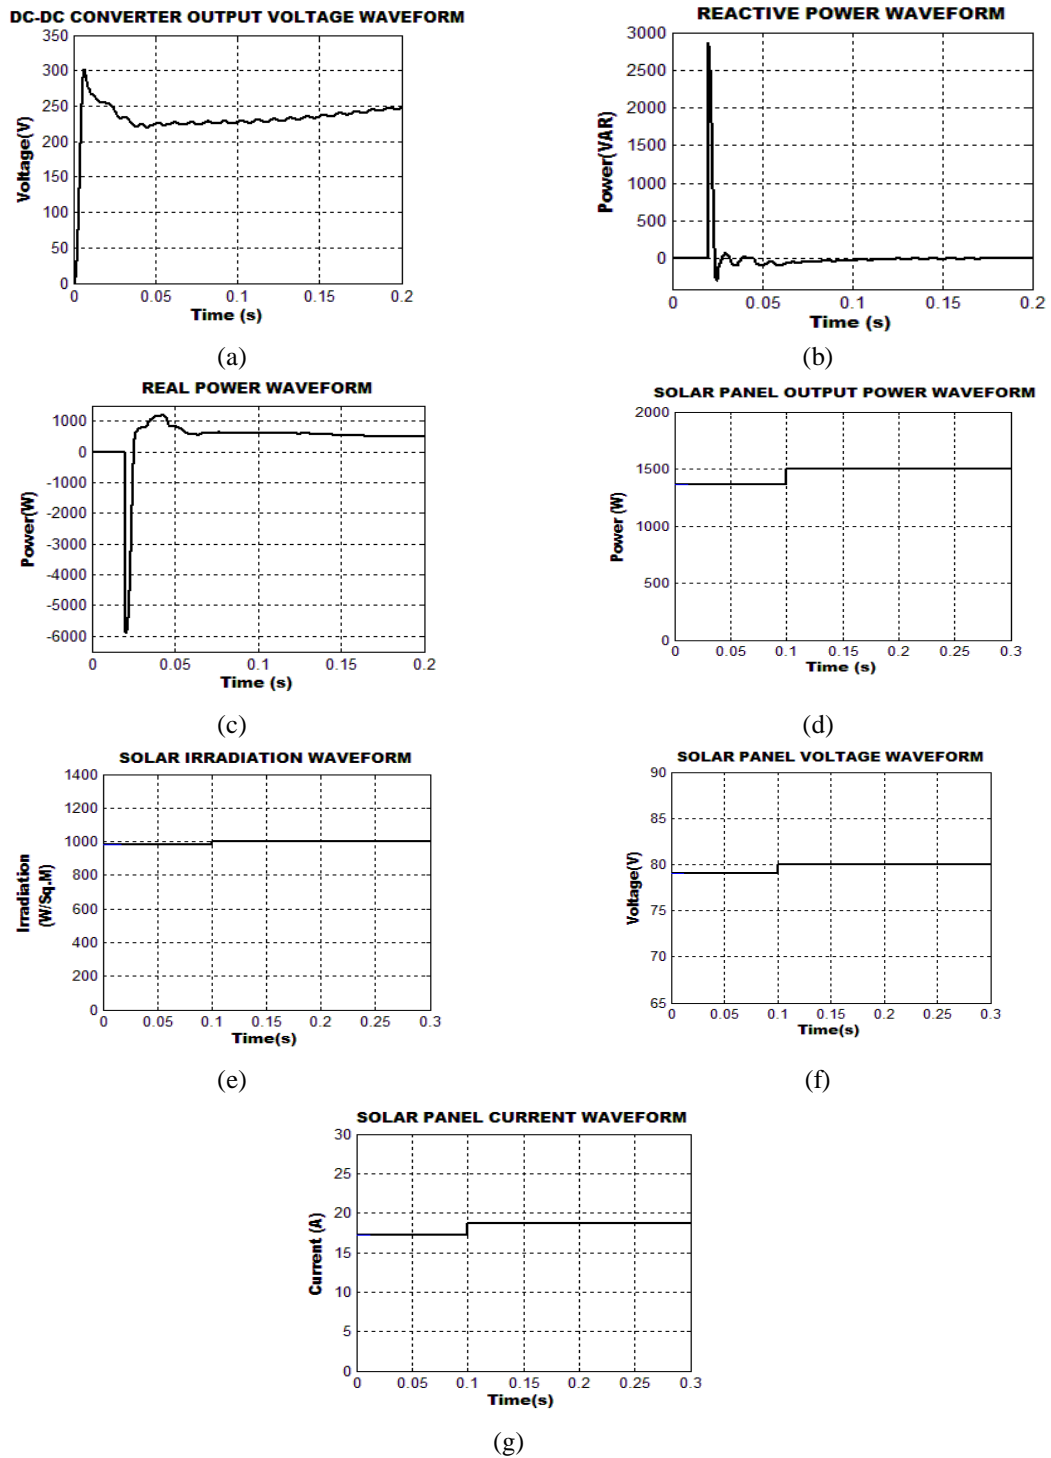 DC-DC CONVERTER OUTPUT VOLTAGE WAVEFORM
350
300
250
200
150
100
50
0
Voltage(V)
0 0.05 0.1 0.15 0.2
Time (s)
(a)
REACTIVE POWER WAVEFORM
3000
2500
2000
1500
1000
500
0
Power(VAR)
0 0.05 0.1 0.15 0.2
Time (s)
(b)
REAL POWER WAVEFORM
1000
0
-1000
-2000
-3000
-4000
-5000
-6000
Power(W)
0 0.05 0.1 0.15 0.2
Time (s)
(c)
SOLAR PANEL OUTPUT POWER WAVEFORM
2000
1500
1000
500
0
Power (W)
0 0.05 0.1 0.15 0.2 0.25 0.3
Time (s)
(d)
SOLAR IRRADIATION WAVEFORM
1400
1200
1000
800
600
400
200
0
Irradiation
(W/Sq.M)
0 0.05 0.1 0.15 0.2 0.25 0.3
Time(s)
(e)
SOLAR PANEL VOLTAGE WAVEFORM
90
85
80
75
70
65
Voltage(V)
0 0.05 0.1 0.15 0.2 0.25 0.3
Time(s)
(f)
SOLAR PANEL CURRENT WAVEFORM
30
25
20
15
10
5
0
Current (A)
0 0.05 0.1 0.15 0.2 0.25 0.3
Time(s)
(g)